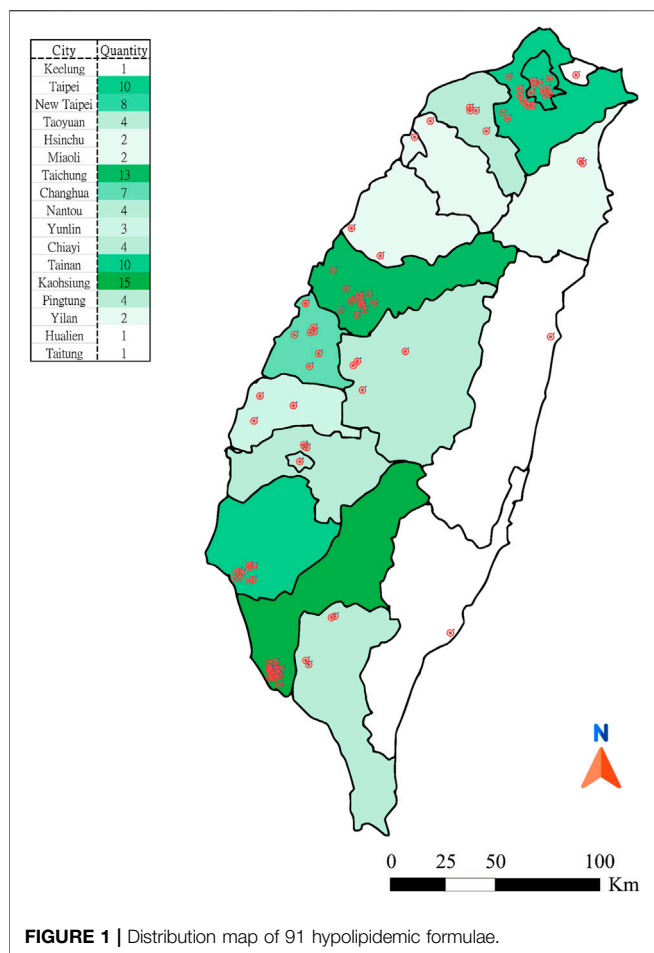 City Quantity
Keelung 1
Taipei 10
New Taipei 8
Taoyuan 4
Hsinchu 2
Miaoli 2
Taichung 13
Changhua 7
Nantou 4
Yunlin 3
Chiayi 4
Tainan 10
Kaohsiung 15
Pingtung 4
Yilan 2
Hualien 1
Taitung 1
N
0 25 50 100
Km
FIGURE 1 | Distribution map of 91 hypolipidemic formulae.